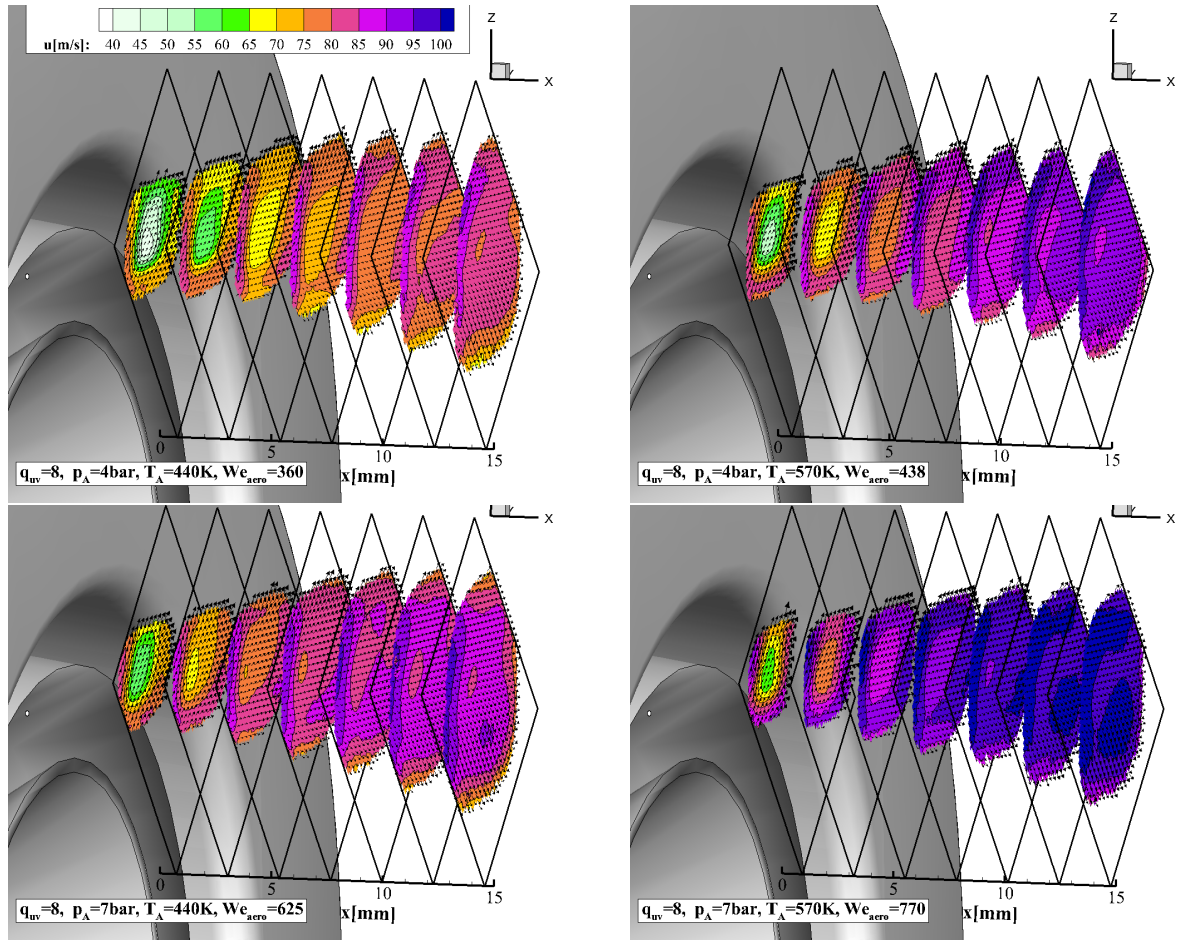 u[m/s]: 40 45 50 55 60 65 70 75 80 85 90 95 100
Z
X
Z
X
0 5 10 15
x[mm]
q_uv=8, p_A=4bar, T_A=440K, We_aero=360
0 5 10 15
x[mm]
q_uv=8, p_A=4bar, T_A=570K, We_aero=438
X
X
0 5 10 15
x[mm]
q_uv=8, p_A=7bar, T_A=440K, We_aero=625
0 5 10 15
x[mm]
q_uv=8, p_A=7bar, T_A=570K, We_aero=770